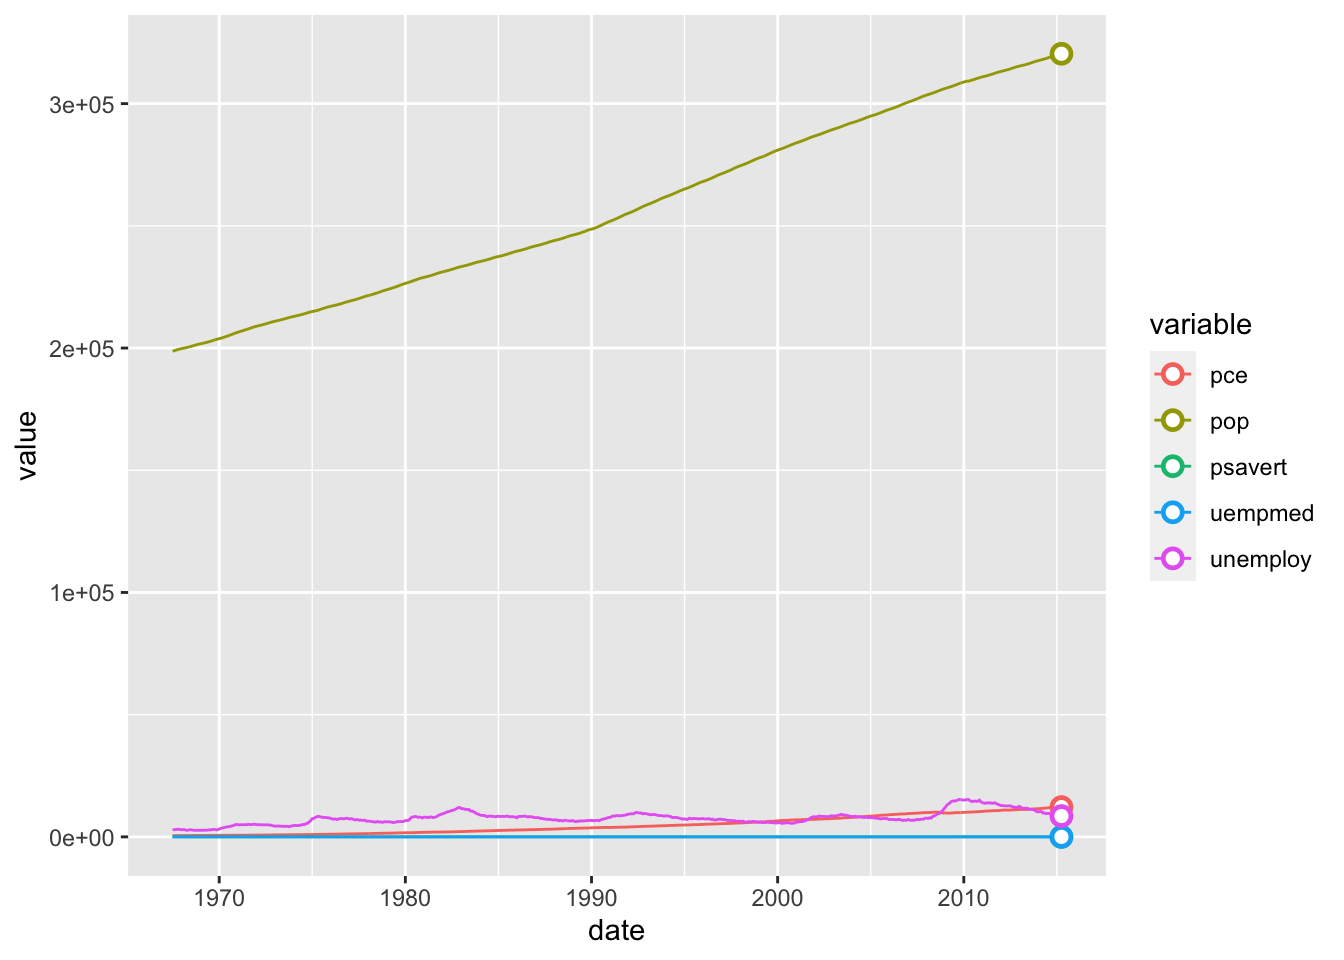 3e+05
2e+05
1e+05
0e+00
value
1970 1980 1990 2000 2010
date
variable
pce
pop
psavert
uempmed
unemploy